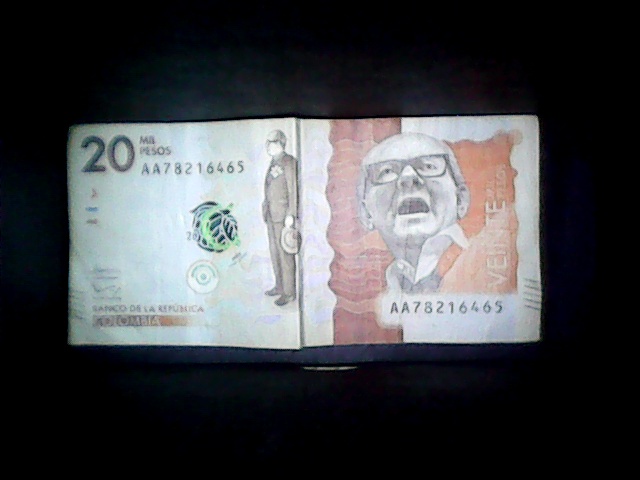 20 MIL
PESOS
AA78216465
BANCO DE LA REPÚBLICA
COLOMBIA
VEINTE
AA78216465